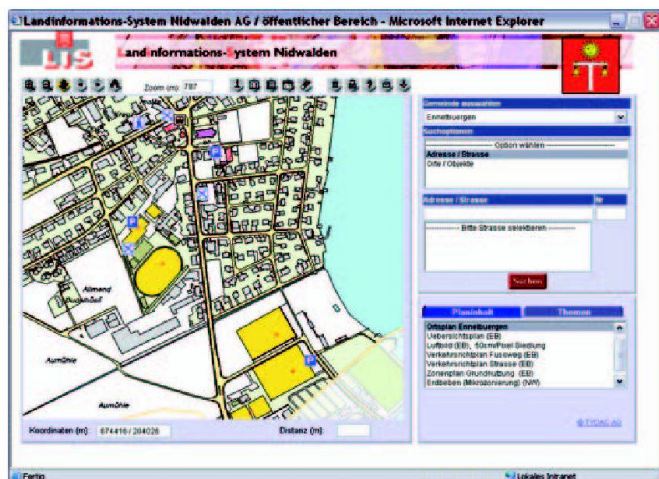 Landinformations-System Nidwalden AG / öffentlicher Bereich - Microsoft Internet Explorer
LIS
Landinformations-System Nidwalden
Zoom (m): 787
Gemeinde auswählen
Ennetbuergen
Suchoptionen
Option wählen
Adresse / Strasse
Orte / Objekte
Adresse / Strasse
Nr
Bitte Strasse selektieren
Suchen
Allmend
Aumühle
Aumühle
Planinhalt
Themen
Ortsplan Ennetbuergen
Uebersichtsplan (EB)
Luftbild (EB), 50cm/Pixel Siedlung
Verkehrsrichtplan Fussweg (EB)
Verkehrsrichtplan Strasse (EB)
Zonenplan Grundnutzung (EB)
Erdbeben (Mikrozonierung) (NW)
© TYDAC AG
Koordinaten (m): 674416 / 204026
Distanz (m):
Fertig
Lokales Intranet